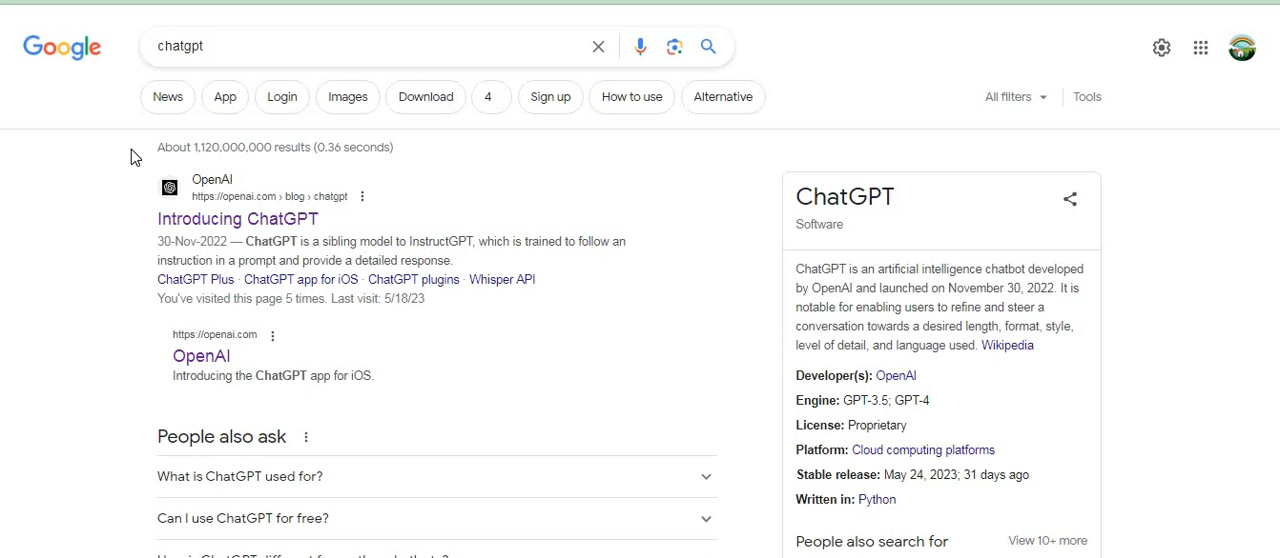 Google
chatgpt
News
App
Login
Images
Download
4
Sign up
How to use
Alternative
All filters
Tools
About 1,120,000,000 results (0.36 seconds)
OpenAI
https://openai.com › blog › chatgpt
Introducing ChatGPT
30-Nov-2022 — ChatGPT is a sibling model to InstructGPT, which is trained to follow an
instruction in a prompt and provide a detailed response.
ChatGPT Plus · ChatGPT app for iOS · ChatGPT plugins · Whisper API
You've visited this page 5 times. Last visit: 5/18/23
https://openai.com
OpenAI
Introducing the ChatGPT app for iOS.
People also ask
What is ChatGPT used for?
Can I use ChatGPT for free?
ChatGPT
Software
ChatGPT is an artificial intelligence chatbot developed
by OpenAI and launched on November 30, 2022. It is
notable for enabling users to refine and steer a
conversation towards a desired length, format, style,
level of detail, and language used. Wikipedia
Developer(s): OpenAI
Engine: GPT-3.5; GPT-4
License: Proprietary
Platform: Cloud computing platforms
Stable release: May 24, 2023; 31 days ago
Written in: Python
People also search for
View 10+ more